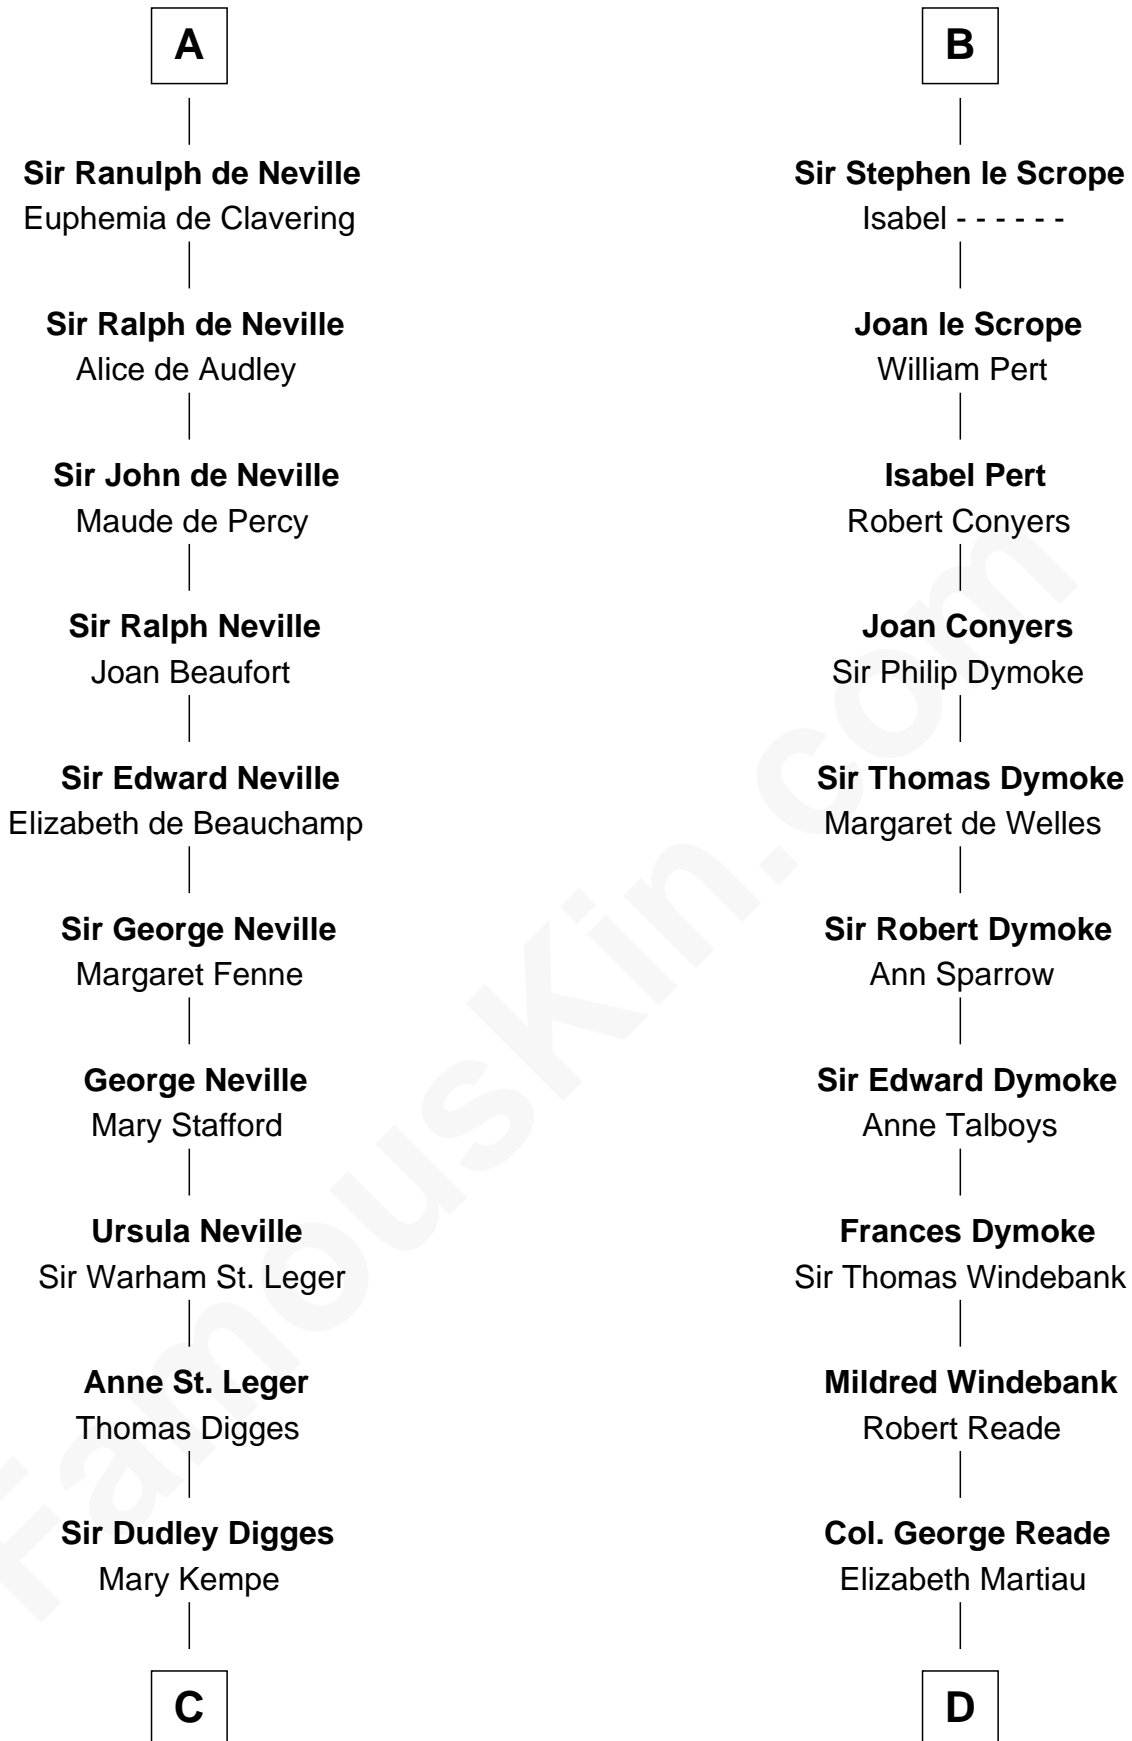 A
Sir Ranulph de Neville
Euphemia de Clavering
Sir Ralph de Neville
Alice de Audley
Sir John de Neville
Maude de Percy
Sir Ralph Neville
Joan Beaufort
Sir Edward Neville
Elizabeth de Beauchamp
Sir George Neville
Margaret Fenne
George Neville
Mary Stafford
Ursula Neville
Sir Warham St. Leger
Anne St. Leger
Thomas Digges
Sir Dudley Digges
Mary Kempe
C
B
Sir Stephen le Scrope
Isabel - - - - - -
Joan le Scrope
William Pert
Isabel Pert
Robert Conyers
Joan Conyers
Sir Philip Dymoke
Sir Thomas Dymoke
Margaret de Welles
Sir Robert Dymoke
Ann Sparrow
Sir Edward Dymoke
Anne Talboys
Frances Dymoke
Sir Thomas Windebank
Mildred Windebank
Robert Reade
Col. George Reade
Elizabeth Martiau
D
FamousKin.com